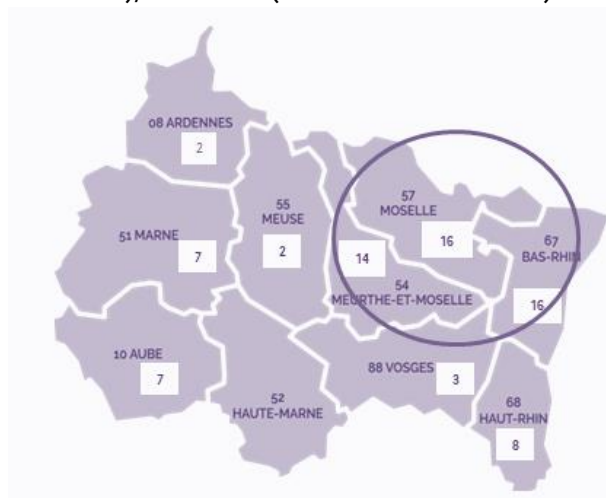 08 ARDENNES
2
57
MOSELLE
16
55
MEUSE
2
51 MARNE
7
14
67
BAS-RHIN
16
54
MEURTHE-ET-MOSELLE
10 AUBE
7
88 VOSGES
3
52
HAUTE-MARNE
68
HAUT-RHIN
8